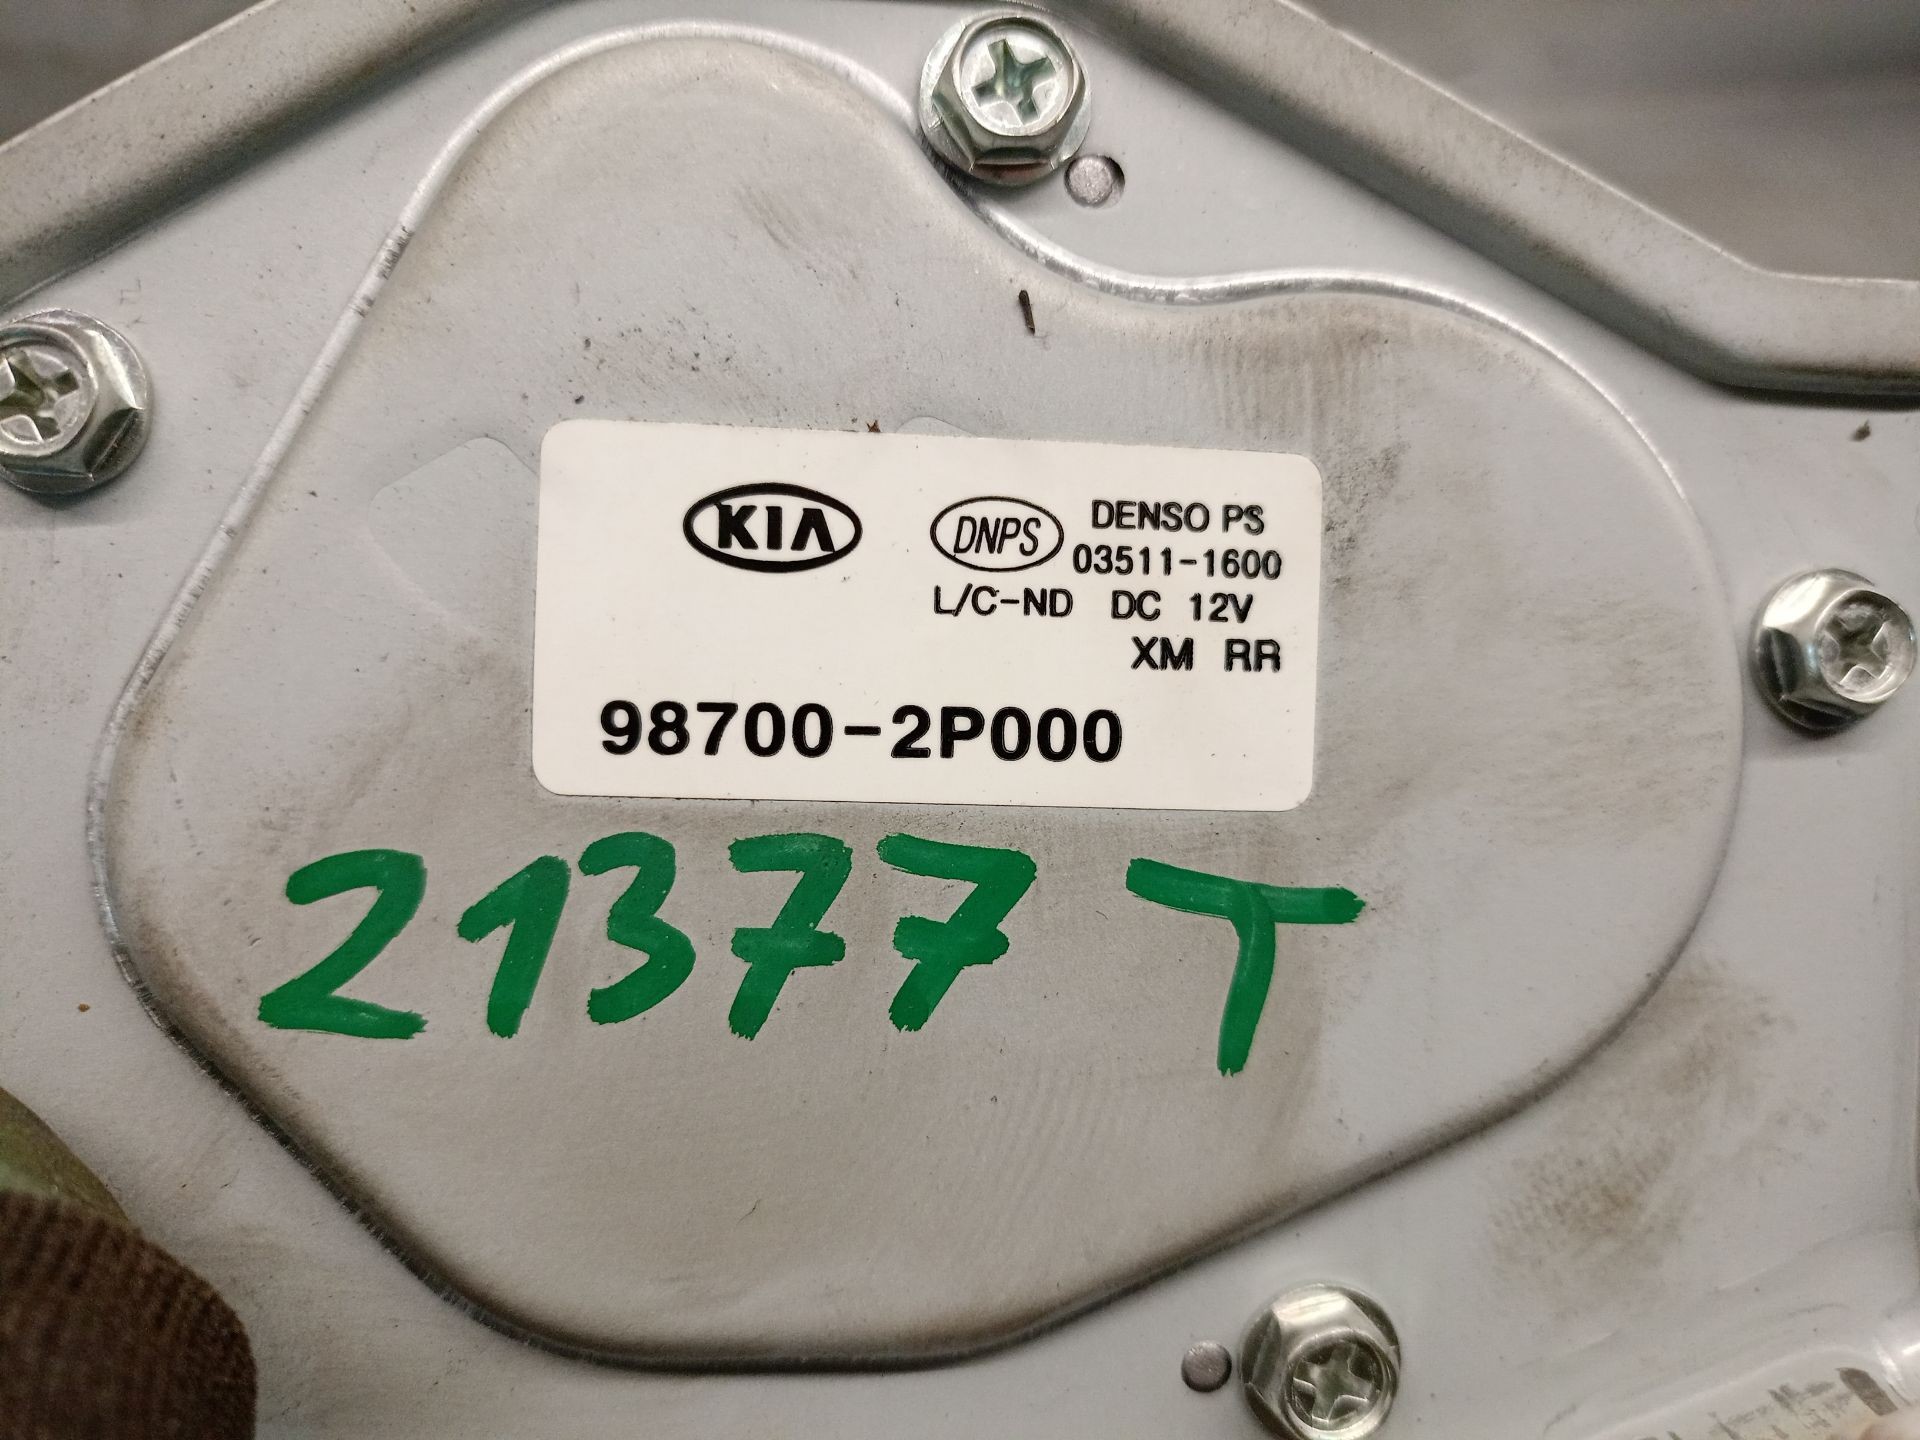 KIA DNPS DENSO PS
03511-1600
L/C-ND DC 12V
XM RR
98700-2P000
21377 T